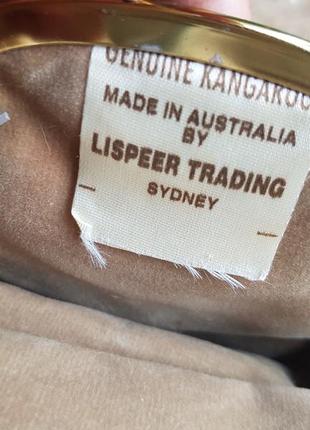 GENUINE KANGAROO
MADE IN AUSTRALIA
BY
LISPEER TRADING
SYDNEY